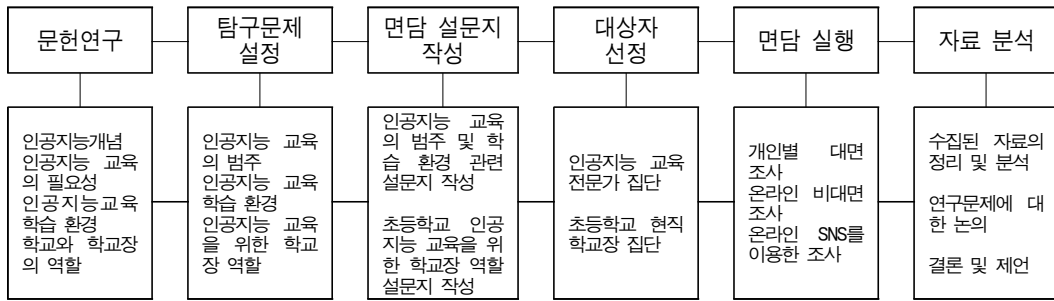 문헌연구
탐구문제
설정
면담 설문지
작성
대상자
선정
면담 실행
자료 분석
인공지능개념
인공지능 교육
의 필요성
인공지능교육
학습 환경
학교와 학교장
의 역할
인공지능 교육
의 범주
인공지능 교육
학습 환경
인공지능 교육
을 위한 학교
장 역할
인공지능 교육
의 범주 및 학
습 환경 관련
설문지 작성
초등학교 인공
지능 교육을 위
한 학교장 역할
설문지 작성
인공지능 교육
전문가 집단
초등학교 현직
학교장 집단
개인별 대면
조사
온라인 비대면
조사
온라인 SNS를
이용한 조사
수집된 자료의
정리 및 분석
연구문제에 대
한 논의
결론 및 제언